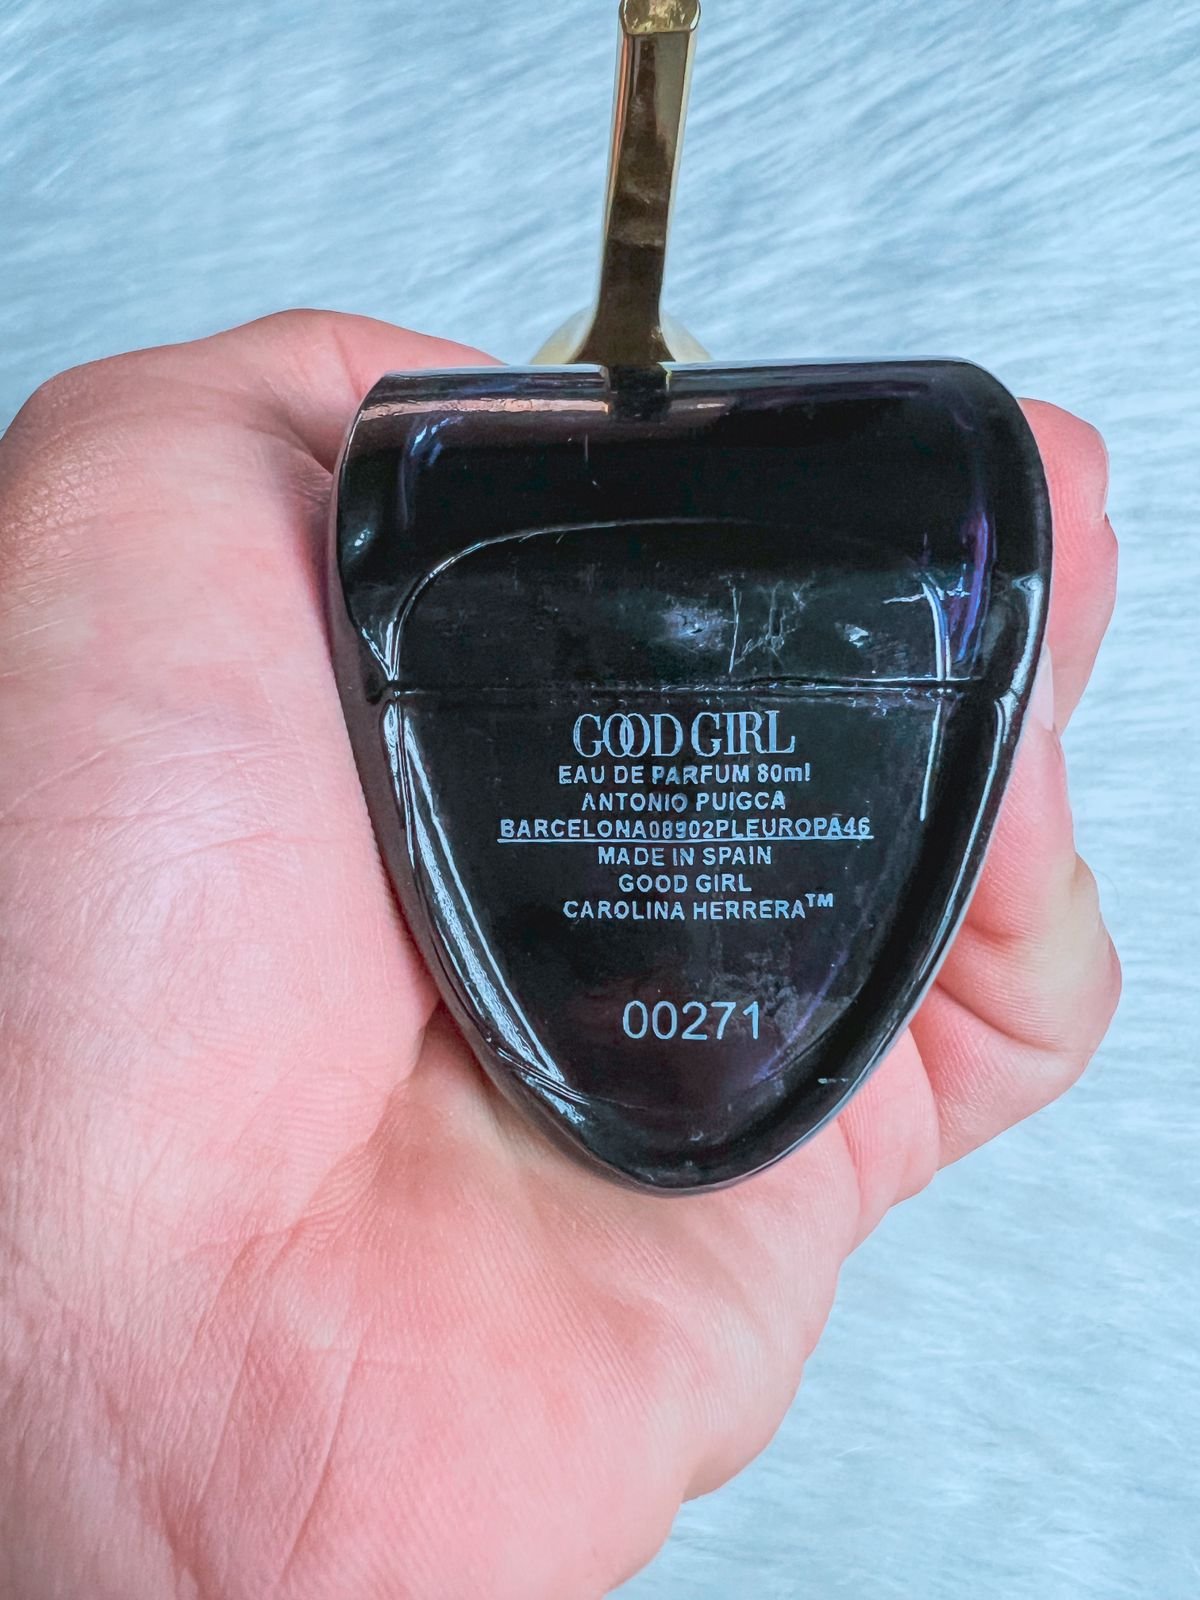 GOOD GIRL
EAU DE PARFUM 80ml
ANTONIO PUIGCA
BARCELONA08902PLEUROPA46
MADE IN SPAIN
GOOD GIRL
CAROLINA HERRERA™
00271